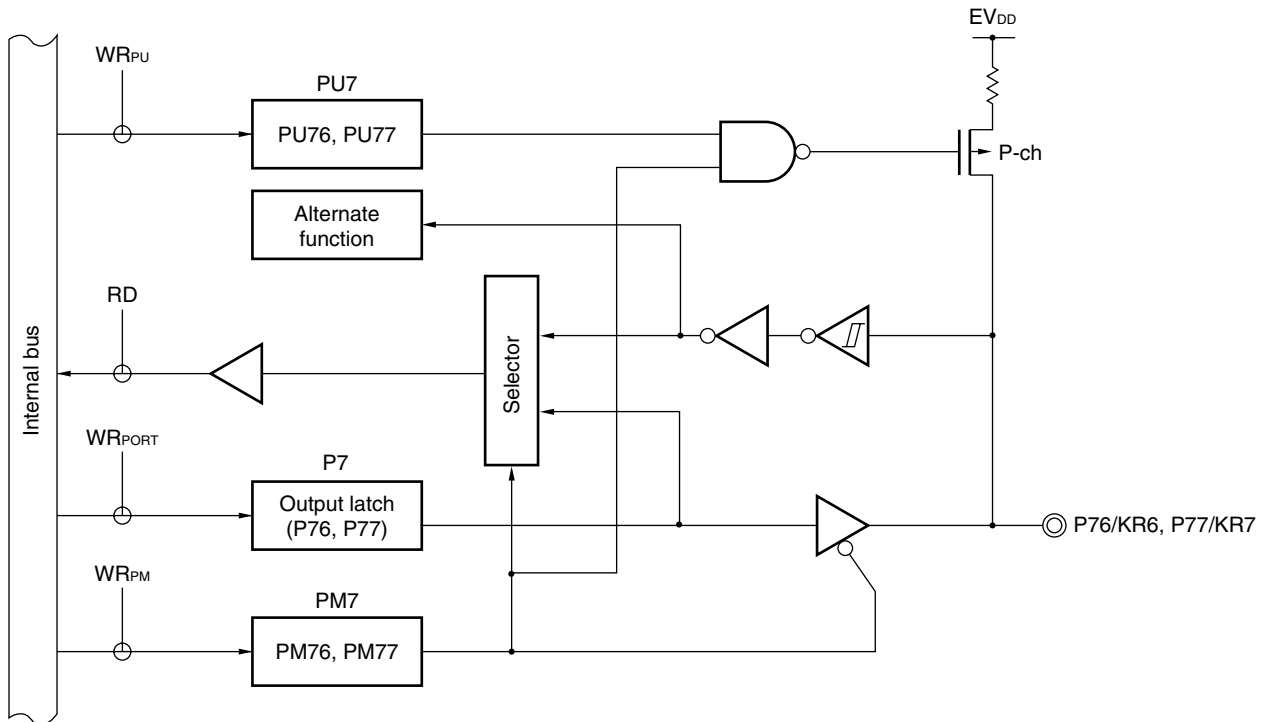 EVDD
WRPU
PU7
PU76, PU77
P-ch
Alternate
function
RD
Internal bus
Selector
WRPORT
P7
Output latch
(P76, P77)
P76/KR6, P77/KR7
WRPM
PM7
PM76, PM77